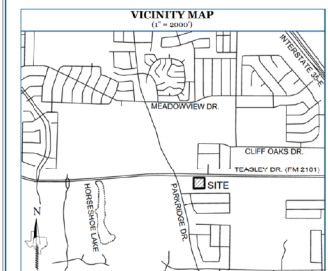 VICINITY MAP
(1" = 2000')
INTERSTATE 35-E
MEADOWVIEW DR.
CLIFF OAKS DR.
TEASLEY DR. (FM 2101)
SITE
HORSESHOE LAKE
PARKRIDGE DR.
N